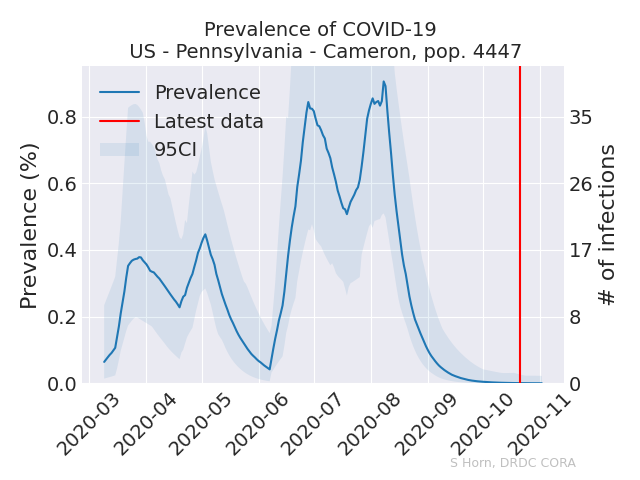 Prevalence of COVID-19
US - Pennsylvania - Cameron, pop. 4447
Prevalence
Latest data
95CI
Prevalence (%)
0.8
0.6
0.4
0.2
0.0
35
26
17
8
0
# of infections
2020-03
2020-04
2020-05
2020-06
2020-07
2020-08
2020-09
2020-10
2020-11
S Horn, DRDC CORA